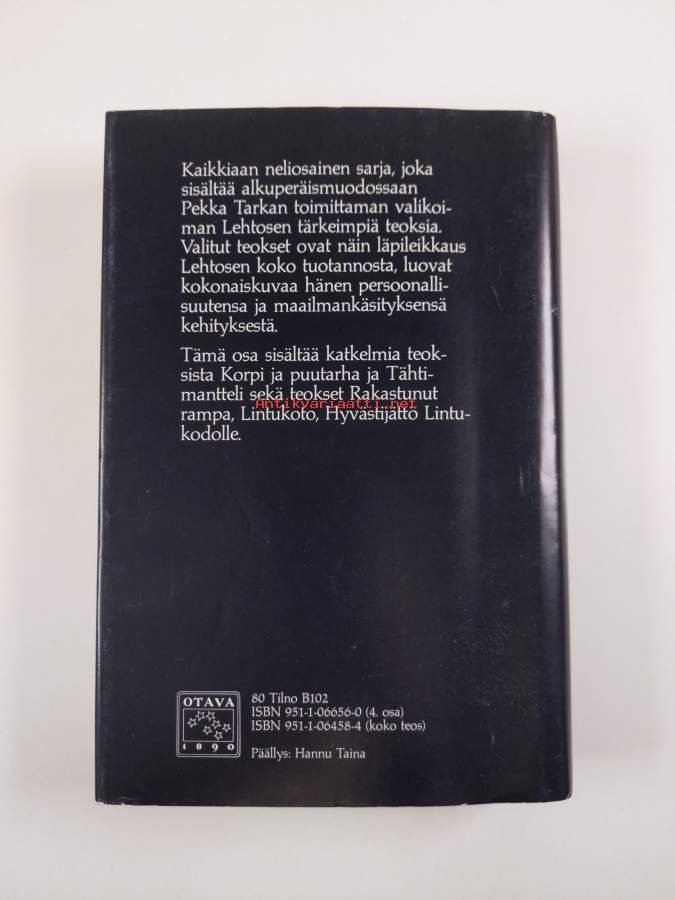 Kaikkiaan neliosainen sarja, joka
sisältää alkuperäismuodossaan
Pekka Tarkan toimittaman valikoi-
man Lehtosen tärkeimpiä teoksia.
Valitut teokset ovat näin läpileikkaus
Lehtosen koko tuotannosta, luovat
kokonaiskuvaa hänen persoonalli-
suutensa ja maailmankäsityksensä
kehityksestä.
Tämä osa sisältää katkelmia teok-
sista Korpi ja puutarha ja Tähti-
mantteli sekä teokset Rakastunut
Antikvariaatti.net
rampa, Lintukoto, Hyvästijättö Lintu-
kodolle.
OTAVA
1890
80 Tilno B102
ISBN 951-1-06656-0 (4. osa)
ISBN 951-1-06458-4 (koko teos)
Päällys: Hannu Taina